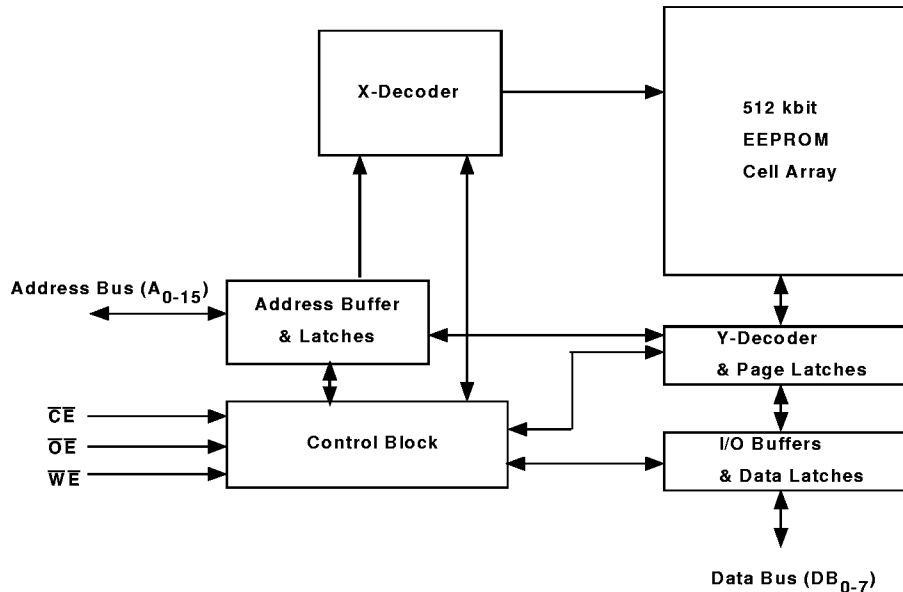 X-Decoder
512 kbit
EEPROM
Cell Array
Address Bus (A0-15)
Address Buffer
& Latches
Y-Decoder
& Page Latches
CE
OE
WE
Control Block
I/O Buffers
& Data Latches
Data Bus (DB0-7)